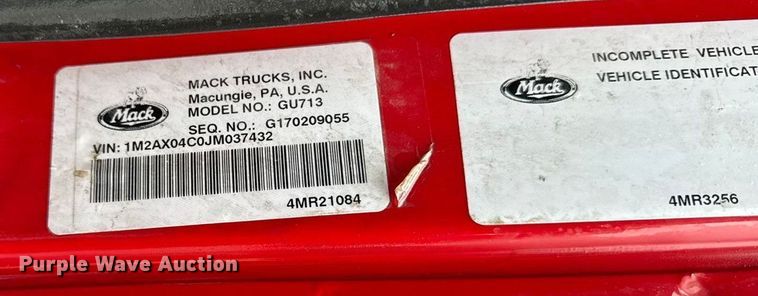 Mack
MACK TRUCKS, INC.
Macungie, PA, U.S.A.
MODEL NO.: GU713
SEQ. NO.: G170209055
VIN: 1M2AX04C0JM037432
4MR21084
Mack
INCOMPLETE VEHICLE
VEHICLE IDENTIFICAT
4MR3256
Purple Wave Auction